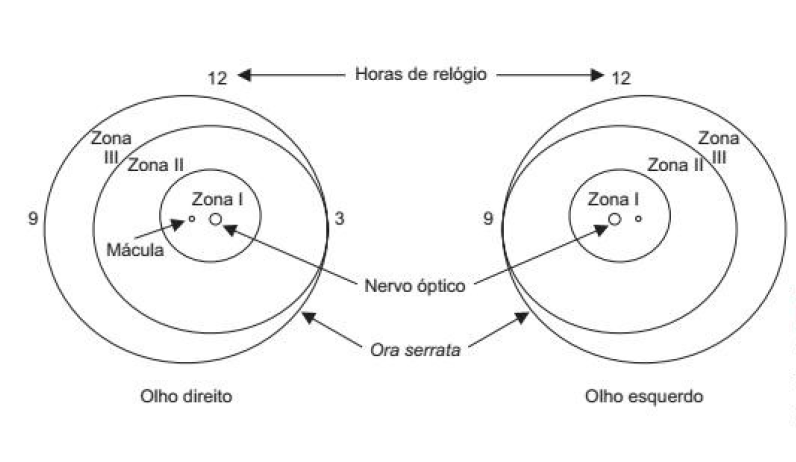 12 Horas de relógio 12
Zona
III
Zona II
Zona I
9
3
Mácula
Zona
III
Zona II
Zona I
9
Nervo óptico
Ora serrata
Olho direito
Olho esquerdo